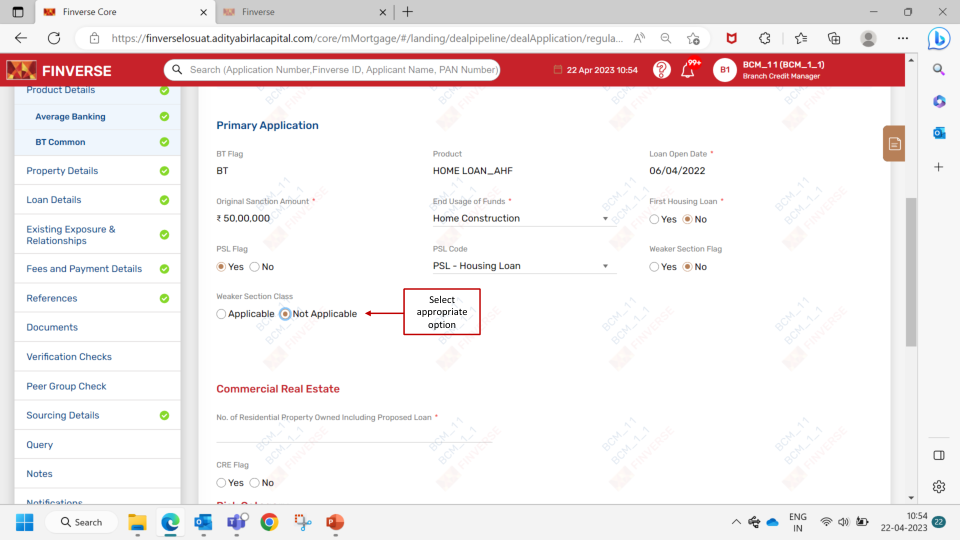 Finverse Core
Finverse
https://finverselosuat.adityabirlacapital.com/core/mMortgage/#/landing/dealpipeline/dealApplication/regula...
FINVERSE
Search (Application Number,Finverse ID, Applicant Name, PAN Number)
22 Apr 2023 10:54
99+
B1
BCM_11 (BCM_1_1)
Branch Credit Manager
Product Details
Average Banking
BT Common
Property Details
Loan Details
Existing Exposure &
Relationships
Fees and Payment Details
References
Documents
Verification Checks
Peer Group Check
Sourcing Details
Query
Notes
Notifications
Primary Application
BT Flag
Product
Loan Open Date *
BT
HOME LOAN_AHF
06/04/2022
Original Sanction Amount *
End Usage of Funds *
First Housing Loan *
₹ 50,00,000
Home Construction
Yes No
PSL Flag
PSL Code
Weaker Section Flag
Yes No
PSL - Housing Loan
Yes No
Weaker Section Class
Applicable Not Applicable
Select
appropriate
option
Commercial Real Estate
No. of Residential Property Owned Including Proposed Loan *
CRE Flag
Yes No
BCM_11
BCM_1_1
FINVERSE
Search
ENG
IN
10:54
22-04-2023
22